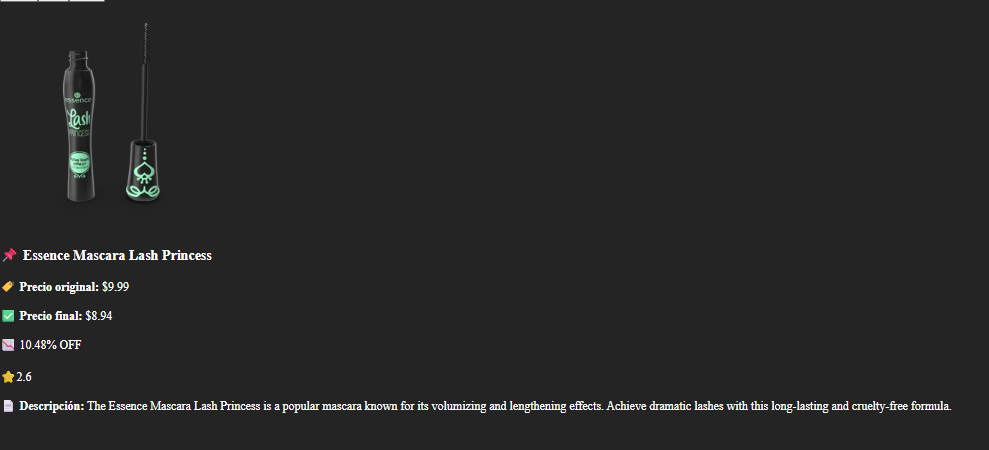 essence
Lash
PRINCESS
Essence Mascara Lash Princess
Precio original: $9.99
Precio final: $8.94
10.48% OFF
2.6
Descripción: The Essence Mascara Lash Princess is a popular mascara known for its volumizing and lengthening effects. Achieve dramatic lashes with this long-lasting and cruelty-free formula.